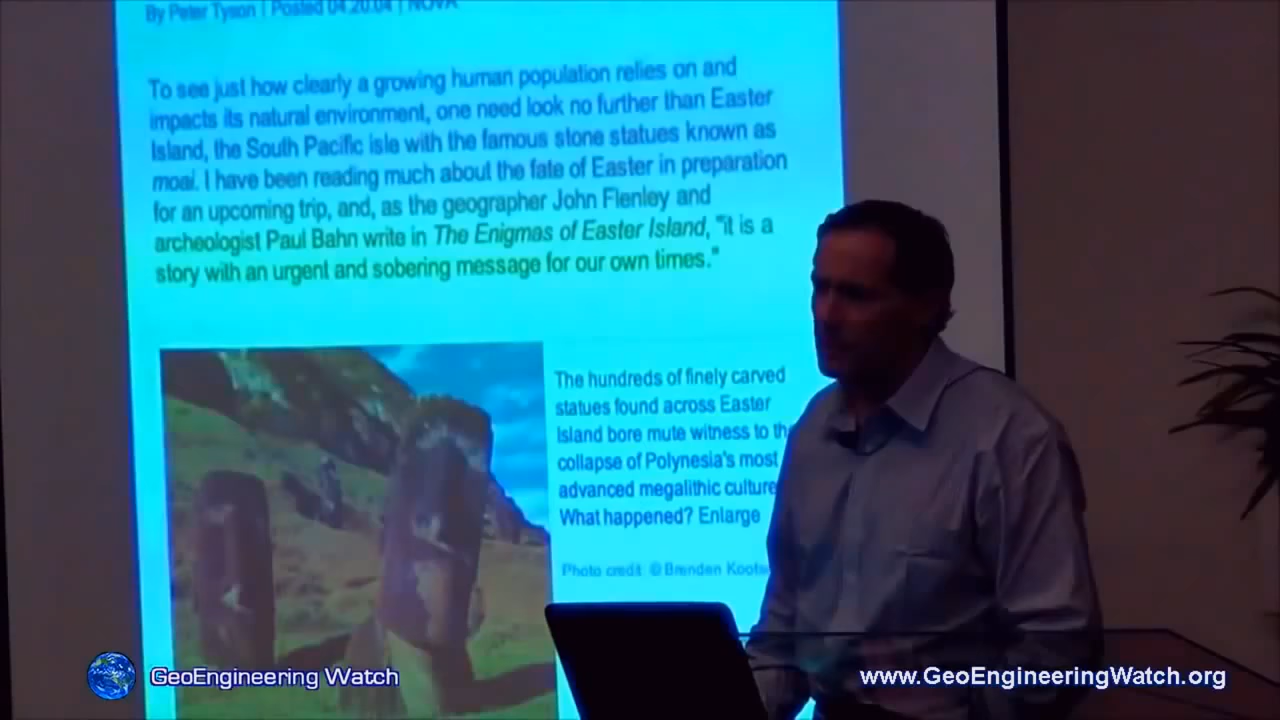 By Peter Tyson | Posted 04.20.04 | NOVA
To see just how clearly a growing human population relies on and
impacts its natural environment, one need look no further than Easter
Island, the South Pacific isle with the famous stone statues known as
moai. I have been reading much about the fate of Easter in preparation
for an upcoming trip, and, as the geographer John Flenley and
archeologist Paul Bahn write in The Enigmas of Easter Island, "it is a
story with an urgent and sobering message for our own times."
The hundreds of finely carved
statues found across Easter
Island bore mute witness to the
collapse of Polynesia's most
advanced megalithic culture
What happened? Enlarge
Photo credit: © Brenden
GeoEngineering Watch
www.GeoEngineeringWatch.org